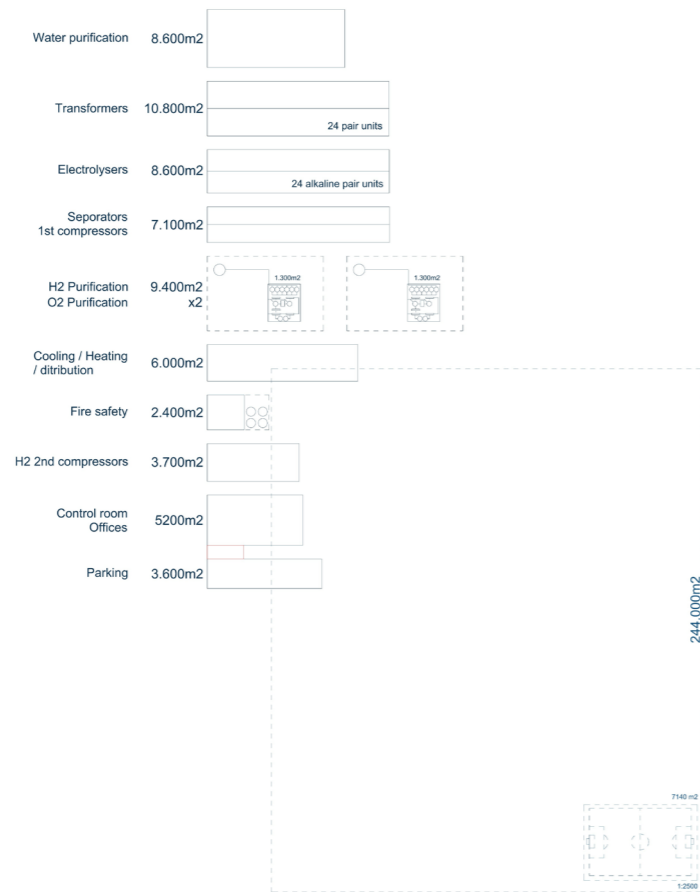 Water purification 8.600m2
Transformers 10.800m2
24 pair units
Electrolysers 8.600m2
24 alkaline pair units
Seporators
1st compressors 7.100m2
1.300m2
1.300m2
H2 Purification 9.400m2
O2 Purification x2
Cooling / Heating
/ ditribution 6.000m2
Fire safety 2.400m2
H2 2nd compressors 3.700m2
Control room
Offices 5200m2
Parking 3.600m2
244.000m2
7140 m2
1:2500